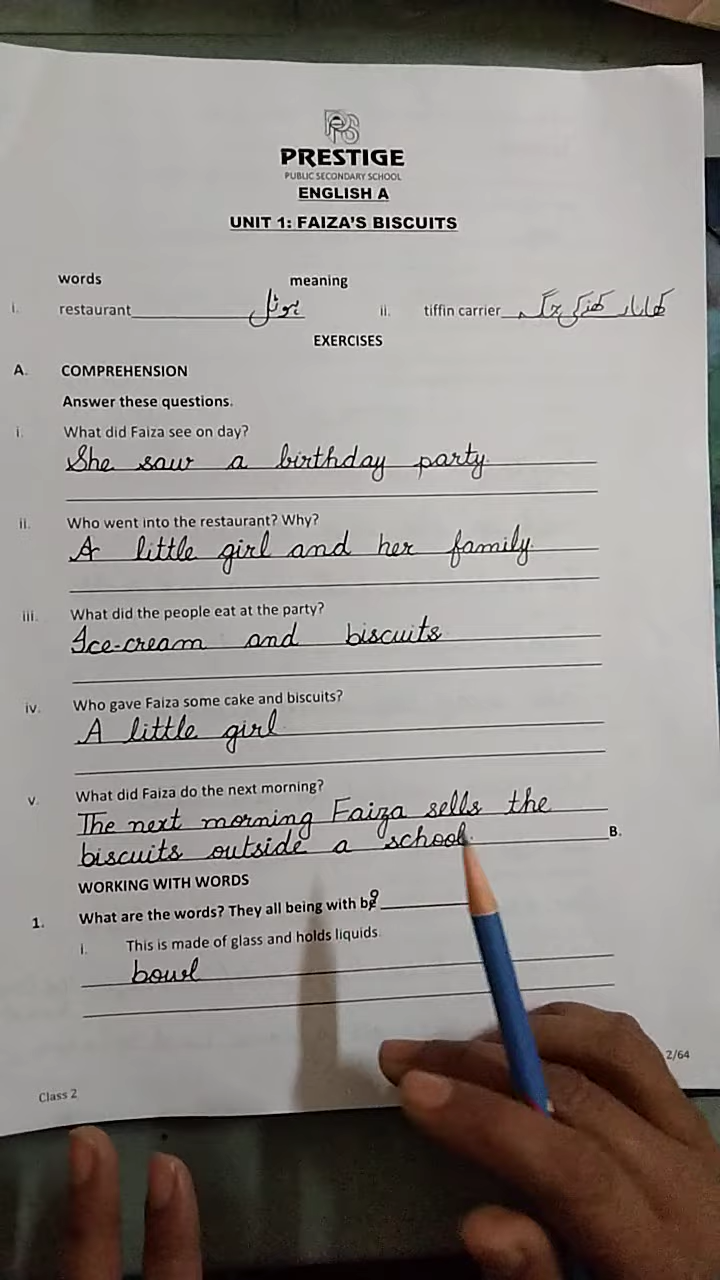 PPS
PRESTIGE
PUBLIC SECONDARY SCHOOL
ENGLISH A
UNIT 1: FAIZA'S BISCUITS
words meaning
i. restaurant ہوٹل ii. tiffin carrier کھانا رکھنے کی جگہ
EXERCISES
A. COMPREHENSION
Answer these questions.
i. What did Faiza see on day?
She saw a birthday party.
ii. Who went into the restaurant? Why?
A little girl and her family.
iii. What did the people eat at the party?
Ice-cream and biscuits
iv. Who gave Faiza some cake and biscuits?
A little girl
v. What did Faiza do the next morning?
The next morning Faiza sells the
biscuits outside a school.
B.
WORKING WITH WORDS
1. What are the words? They all being with b?
i. This is made of glass and holds liquids
bowl
2/64
Class 2